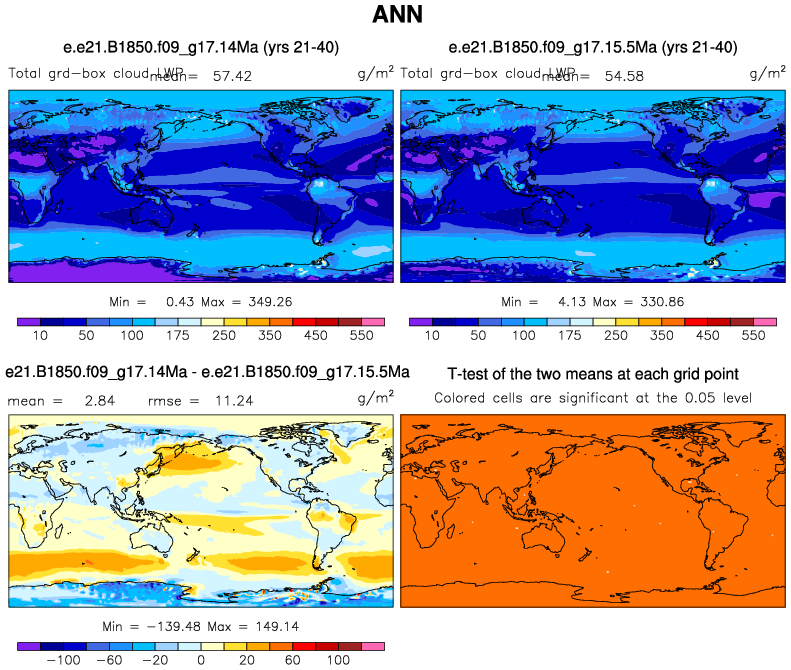 ANN
e.e21.B1850.f09_g17.14Ma (yrs 21-40)
Total grd-box cloud LWP mean= 57.42 g/m²
Min = 0.43 Max = 349.26
10 50 100 175 250 350 450 550
e.e21.B1850.f09_g17.15.5Ma (yrs 21-40)
Total grd-box cloud LWP mean= 54.58 g/m²
Min = 4.13 Max = 330.86
10 50 100 175 250 350 450 550
e21.B1850.f09_g17.14Ma - e.e21.B1850.f09_g17.15.5Ma
mean = 2.84 rmse = 11.24 g/m²
Min = -139.48 Max = 149.14
-100 -60 -20 0 20 60 100
T-test of the two means at each grid point
Colored cells are significant at the 0.05 level